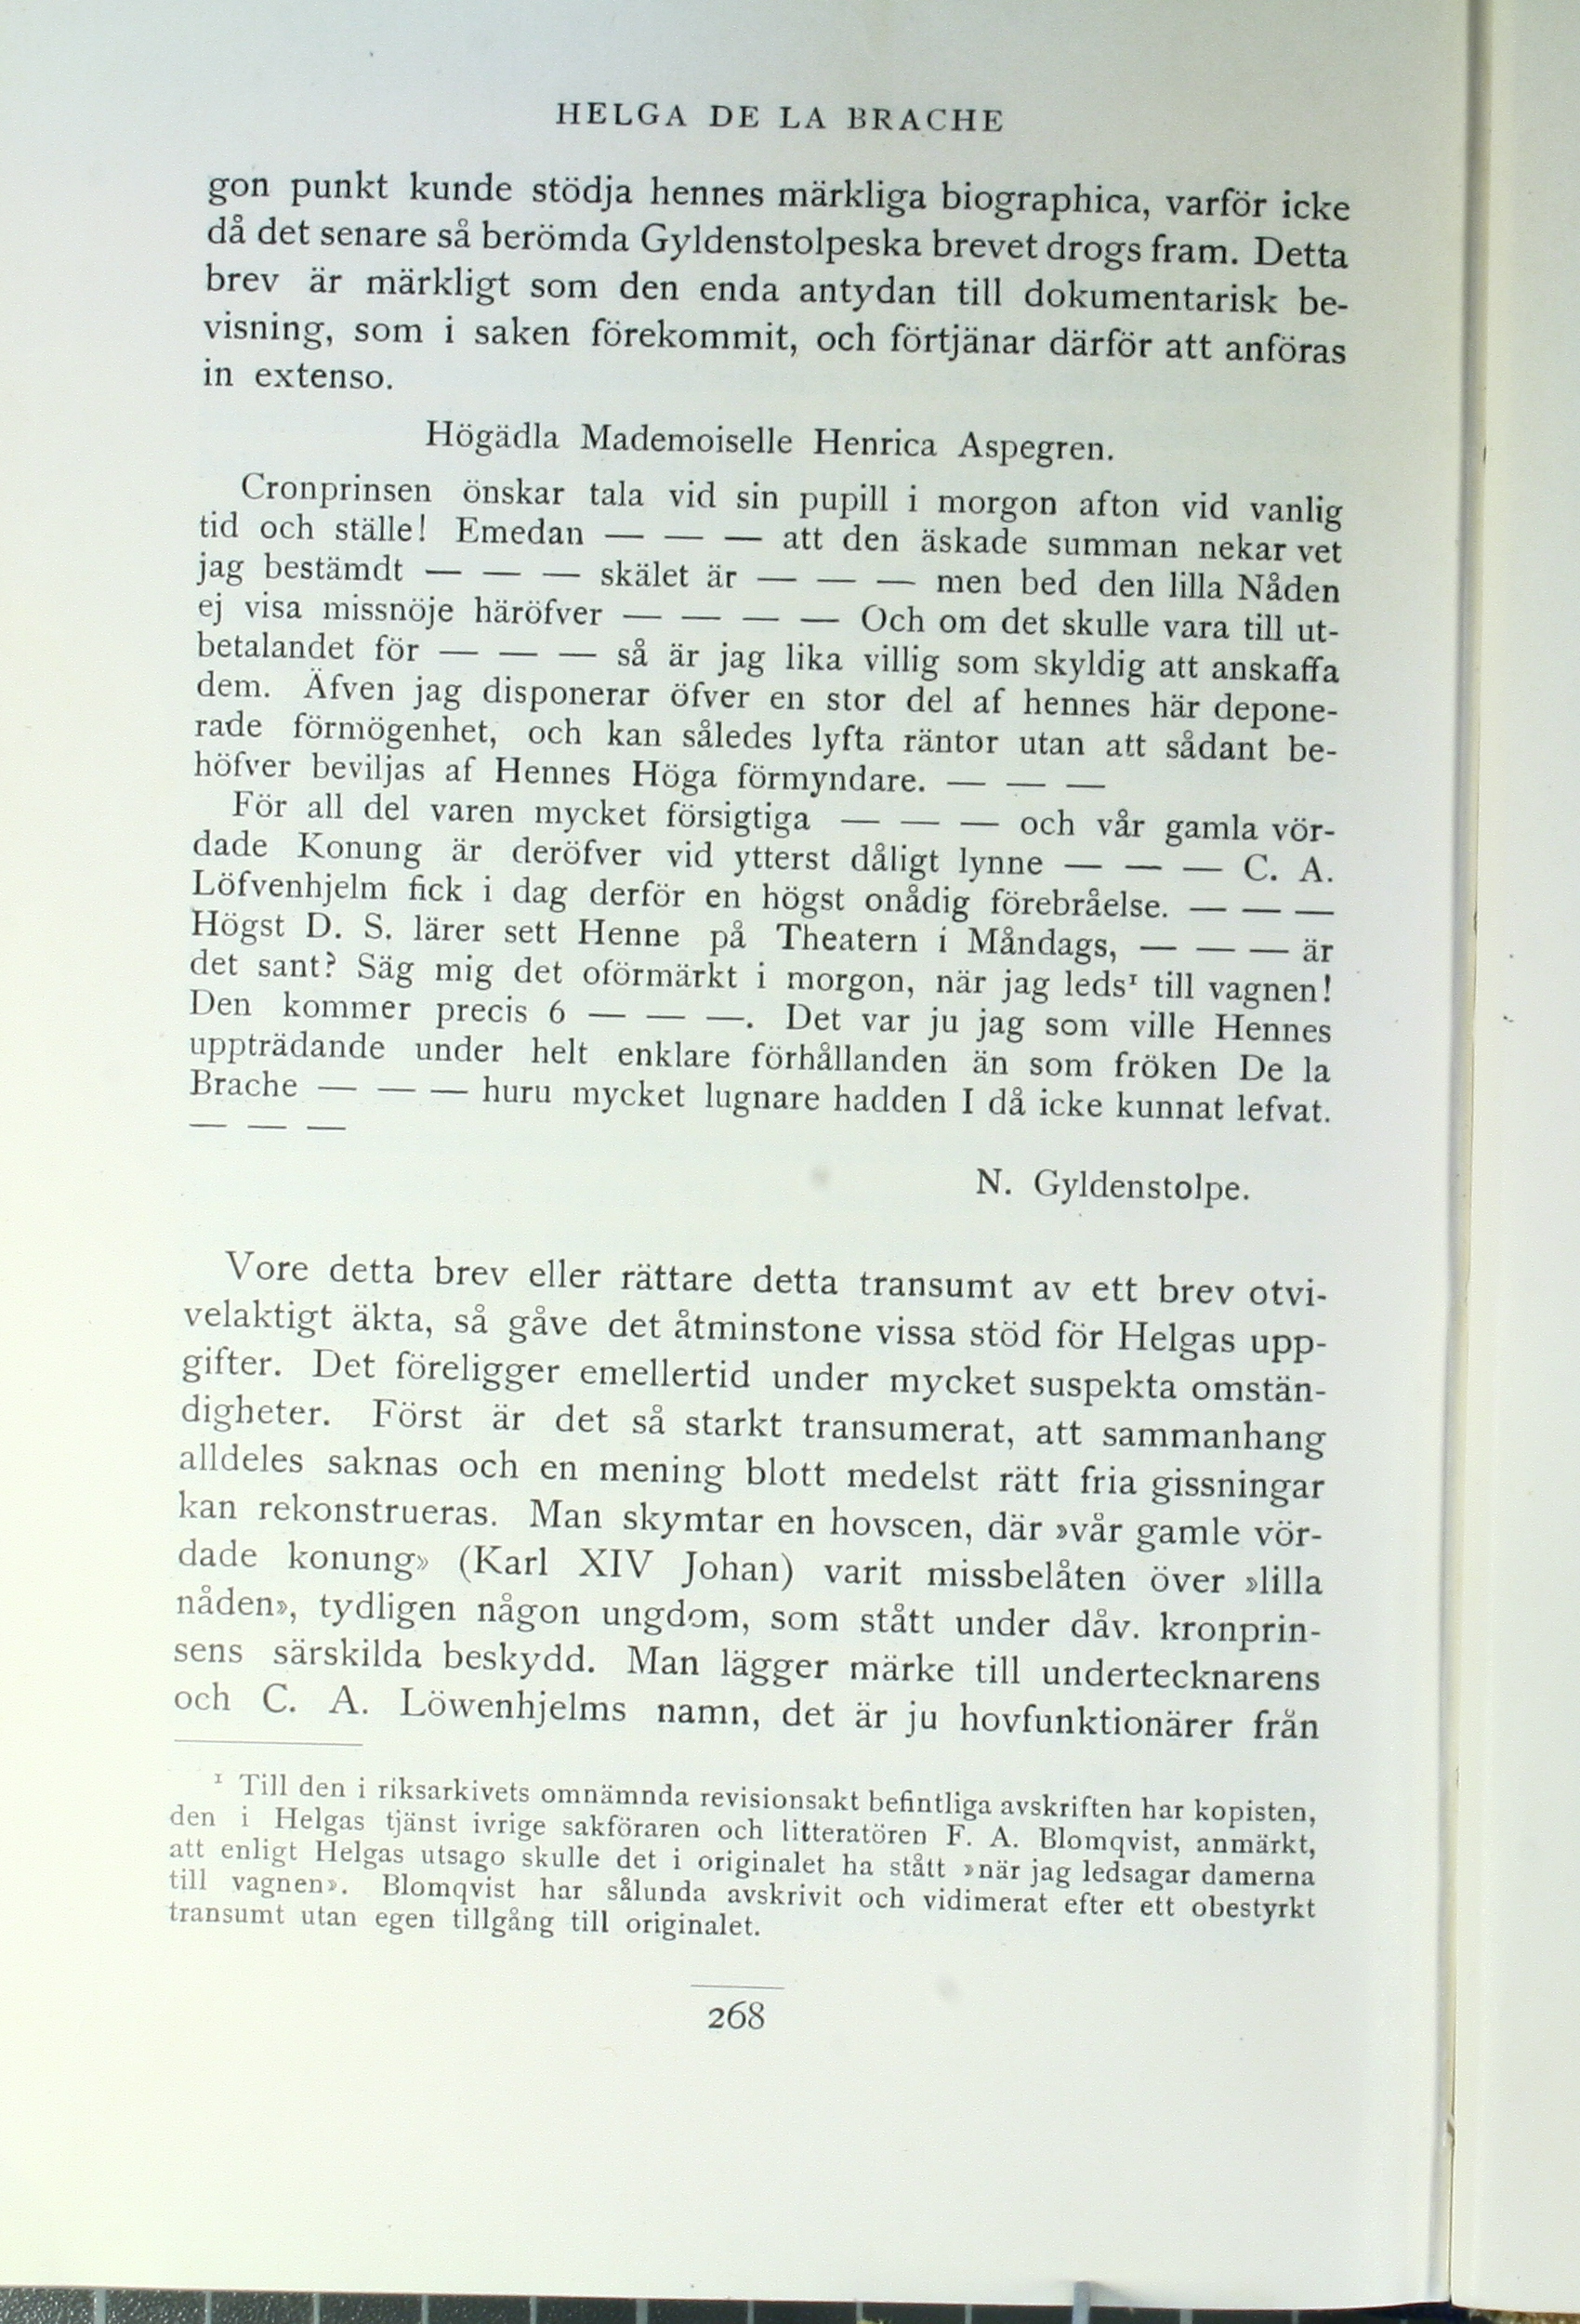 HELGA DE LA BRACHE
gon punkt kunde stödja hennes märkliga biographica, varför icke
då det senare så berömda Gyldenstolpeska brevet drogs fram. Detta
brev är märkligt som den enda antydan till dokumentarisk be-
visning, som i saken förekommit, och förtjänar därför att anföras
in extenso.
Högädla Mademoiselle Henrica Aspegren.
Cronprinsen önskar tala vid sin pupill i morgon afton vid vanlig
tid och ställe! Emedan — — — att den äskade summan nekar vet
jag bestämdt — — — skälet är — — — men bed den lilla Nåden
ej visa missnöje häröfver — — — — Och om det skulle vara till ut-
betalandet för — — — så är jag lika villig som skyldig att anskaffa
dem. Äfven jag disponerar öfver en stor del af hennes här depone-
rade förmögenhet, och kan således lyfta räntor utan att sådant be-
höfver beviljas af Hennes Höga förmyndare. — — —
För all del varen mycket försigtiga — — — och vår gamla vör-
dade Konung är deröfver vid ytterst dåligt lynne — — — C. A.
Löfvenhjelm fick i dag derför en högst onådig förebråelse. — — —
Högst D. S. lärer sett Henne på Theatern i Måndags, — — — är
det sant? Säg mig det oförmärkt i morgon, när jag leds¹ till vagnen!
Den kommer precis 6 — — —. Det var ju jag som ville Hennes
uppträdande under helt enklare förhållanden än som fröken De la
Brache — — — huru mycket lugnare hadden I då icke kunnat lefvat.
— — —
N. Gyldenstolpe.
Vore detta brev eller rättare detta transumt av ett brev otvi-
velaktigt äkta, så gåve det åtminstone vissa stöd för Helgas upp-
gifter. Det föreligger emellertid under mycket suspekta omstän-
digheter. Först är det så starkt transumerat, att sammanhang
alldeles saknas och en mening blott medelst rätt fria gissningar
kan rekonstrueras. Man skymtar en hovscen, där »vår gamle vör-
dade konung» (Karl XIV Johan) varit missbelåten över »lilla
nåden», tydligen någon ungdom, som stått under dåv. kronprin-
sens särskilda beskydd. Man lägger märke till undertecknarens
och C. A. Löwenhjelms namn, det är ju hovfunktionärer från
¹ Till den i riksarkivets omnämnda revisionsakt befintliga avskriften har kopisten,
den i Helgas tjänst ivrige sakföraren och litteratören F. A. Blomqvist, anmärkt,
att enligt Helgas utsago skulle det i originalet ha stått »när jag ledsagar damerna
till vagnen». Blomqvist har sålunda avskrivit och vidimerat efter ett obestyrkt
transumt utan egen tillgång till originalet.
268